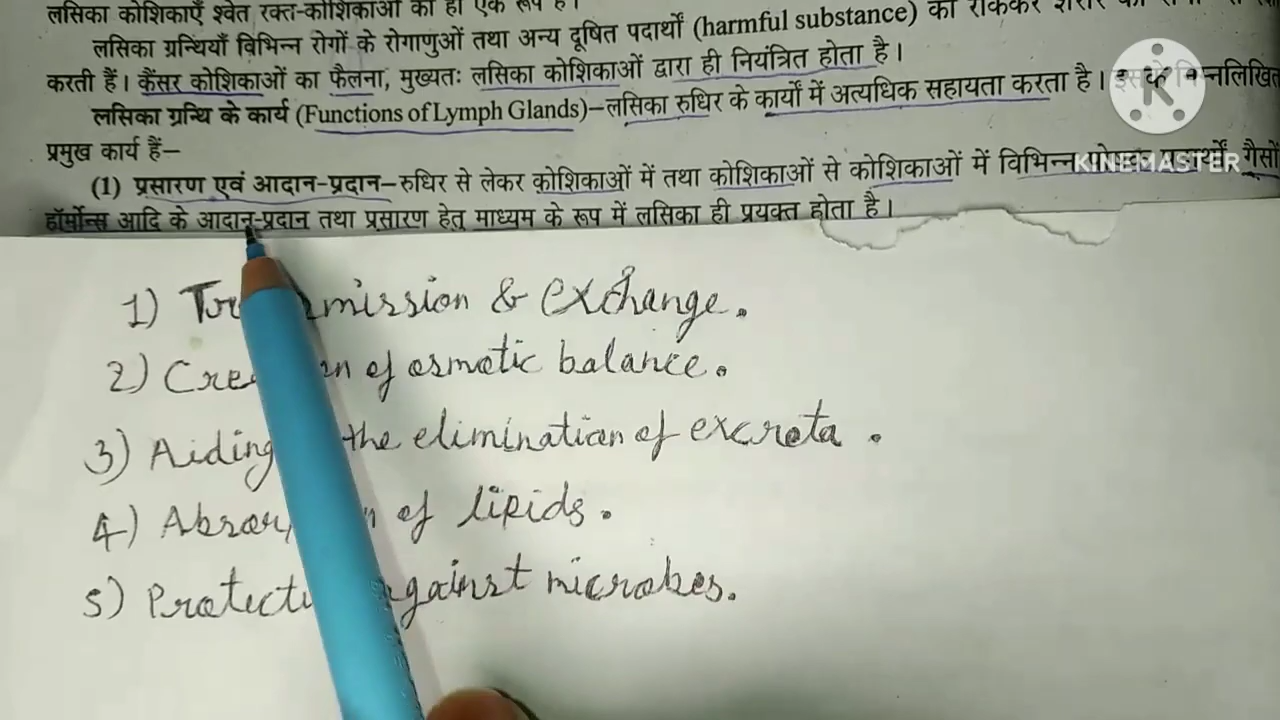 लसिका कोशिकाएँ श्वेत रक्त-कोशिकाओं का ही एक रूप है।
लसिका ग्रन्थियाँ विभिन्न रोगों के रोगाणुओं तथा अन्य दूषित पदार्थों (harmful substance) को रोककर शरीर
करती हैं। कैंसर कोशिकाओं का फैलना, मुख्यतः लसिका कोशिकाओं द्वारा ही नियंत्रित होता है।
लसिका ग्रन्थि के कार्य (Functions of Lymph Glands)–लसिका रुधिर के कार्यों में अत्यधिक सहायता करता है।
प्रमुख कार्य हैं–
(1) प्रसारण एवं आदान-प्रदान–रुधिर से लेकर कोशिकाओं में तथा कोशिकाओं से कोशिकाओं में विभिन्न गैसों
हॉर्मोन्स आदि के आदान-प्रदान तथा प्रसारण हेतु माध्यम के रूप में लसिका ही प्रयक्त होता है।
K
KINEMASTER
1) & exchange.
2) of osmotic balance.
3) Aiding the elimination of excreta.
4) of lipids.
5) against microbes.